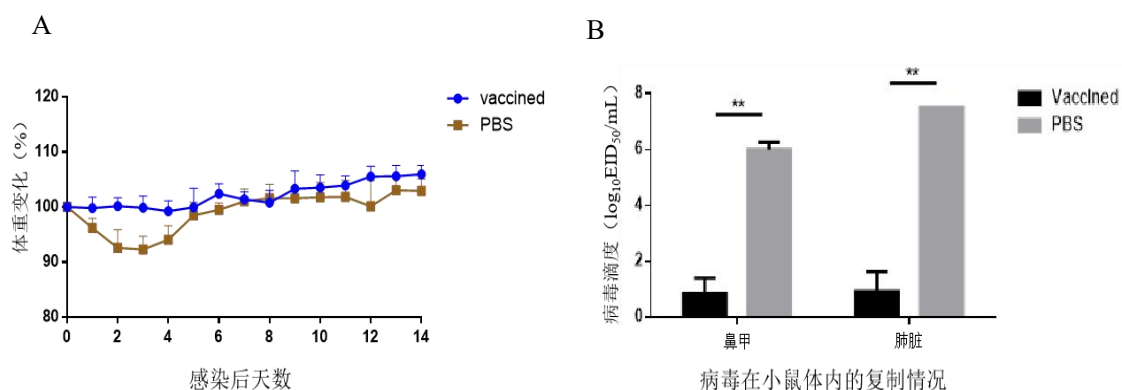 A
体重变化（%）
120
110
100
90
80
0 2 4 6 8 10 12 14
感染后天数
vaccined
PBS
B
病毒滴度（log₁₀EID₅₀/mL）
8
6
4
2
0
**
**
鼻甲 肺脏
病毒在小鼠体内的复制情况
Vaccined
PBS